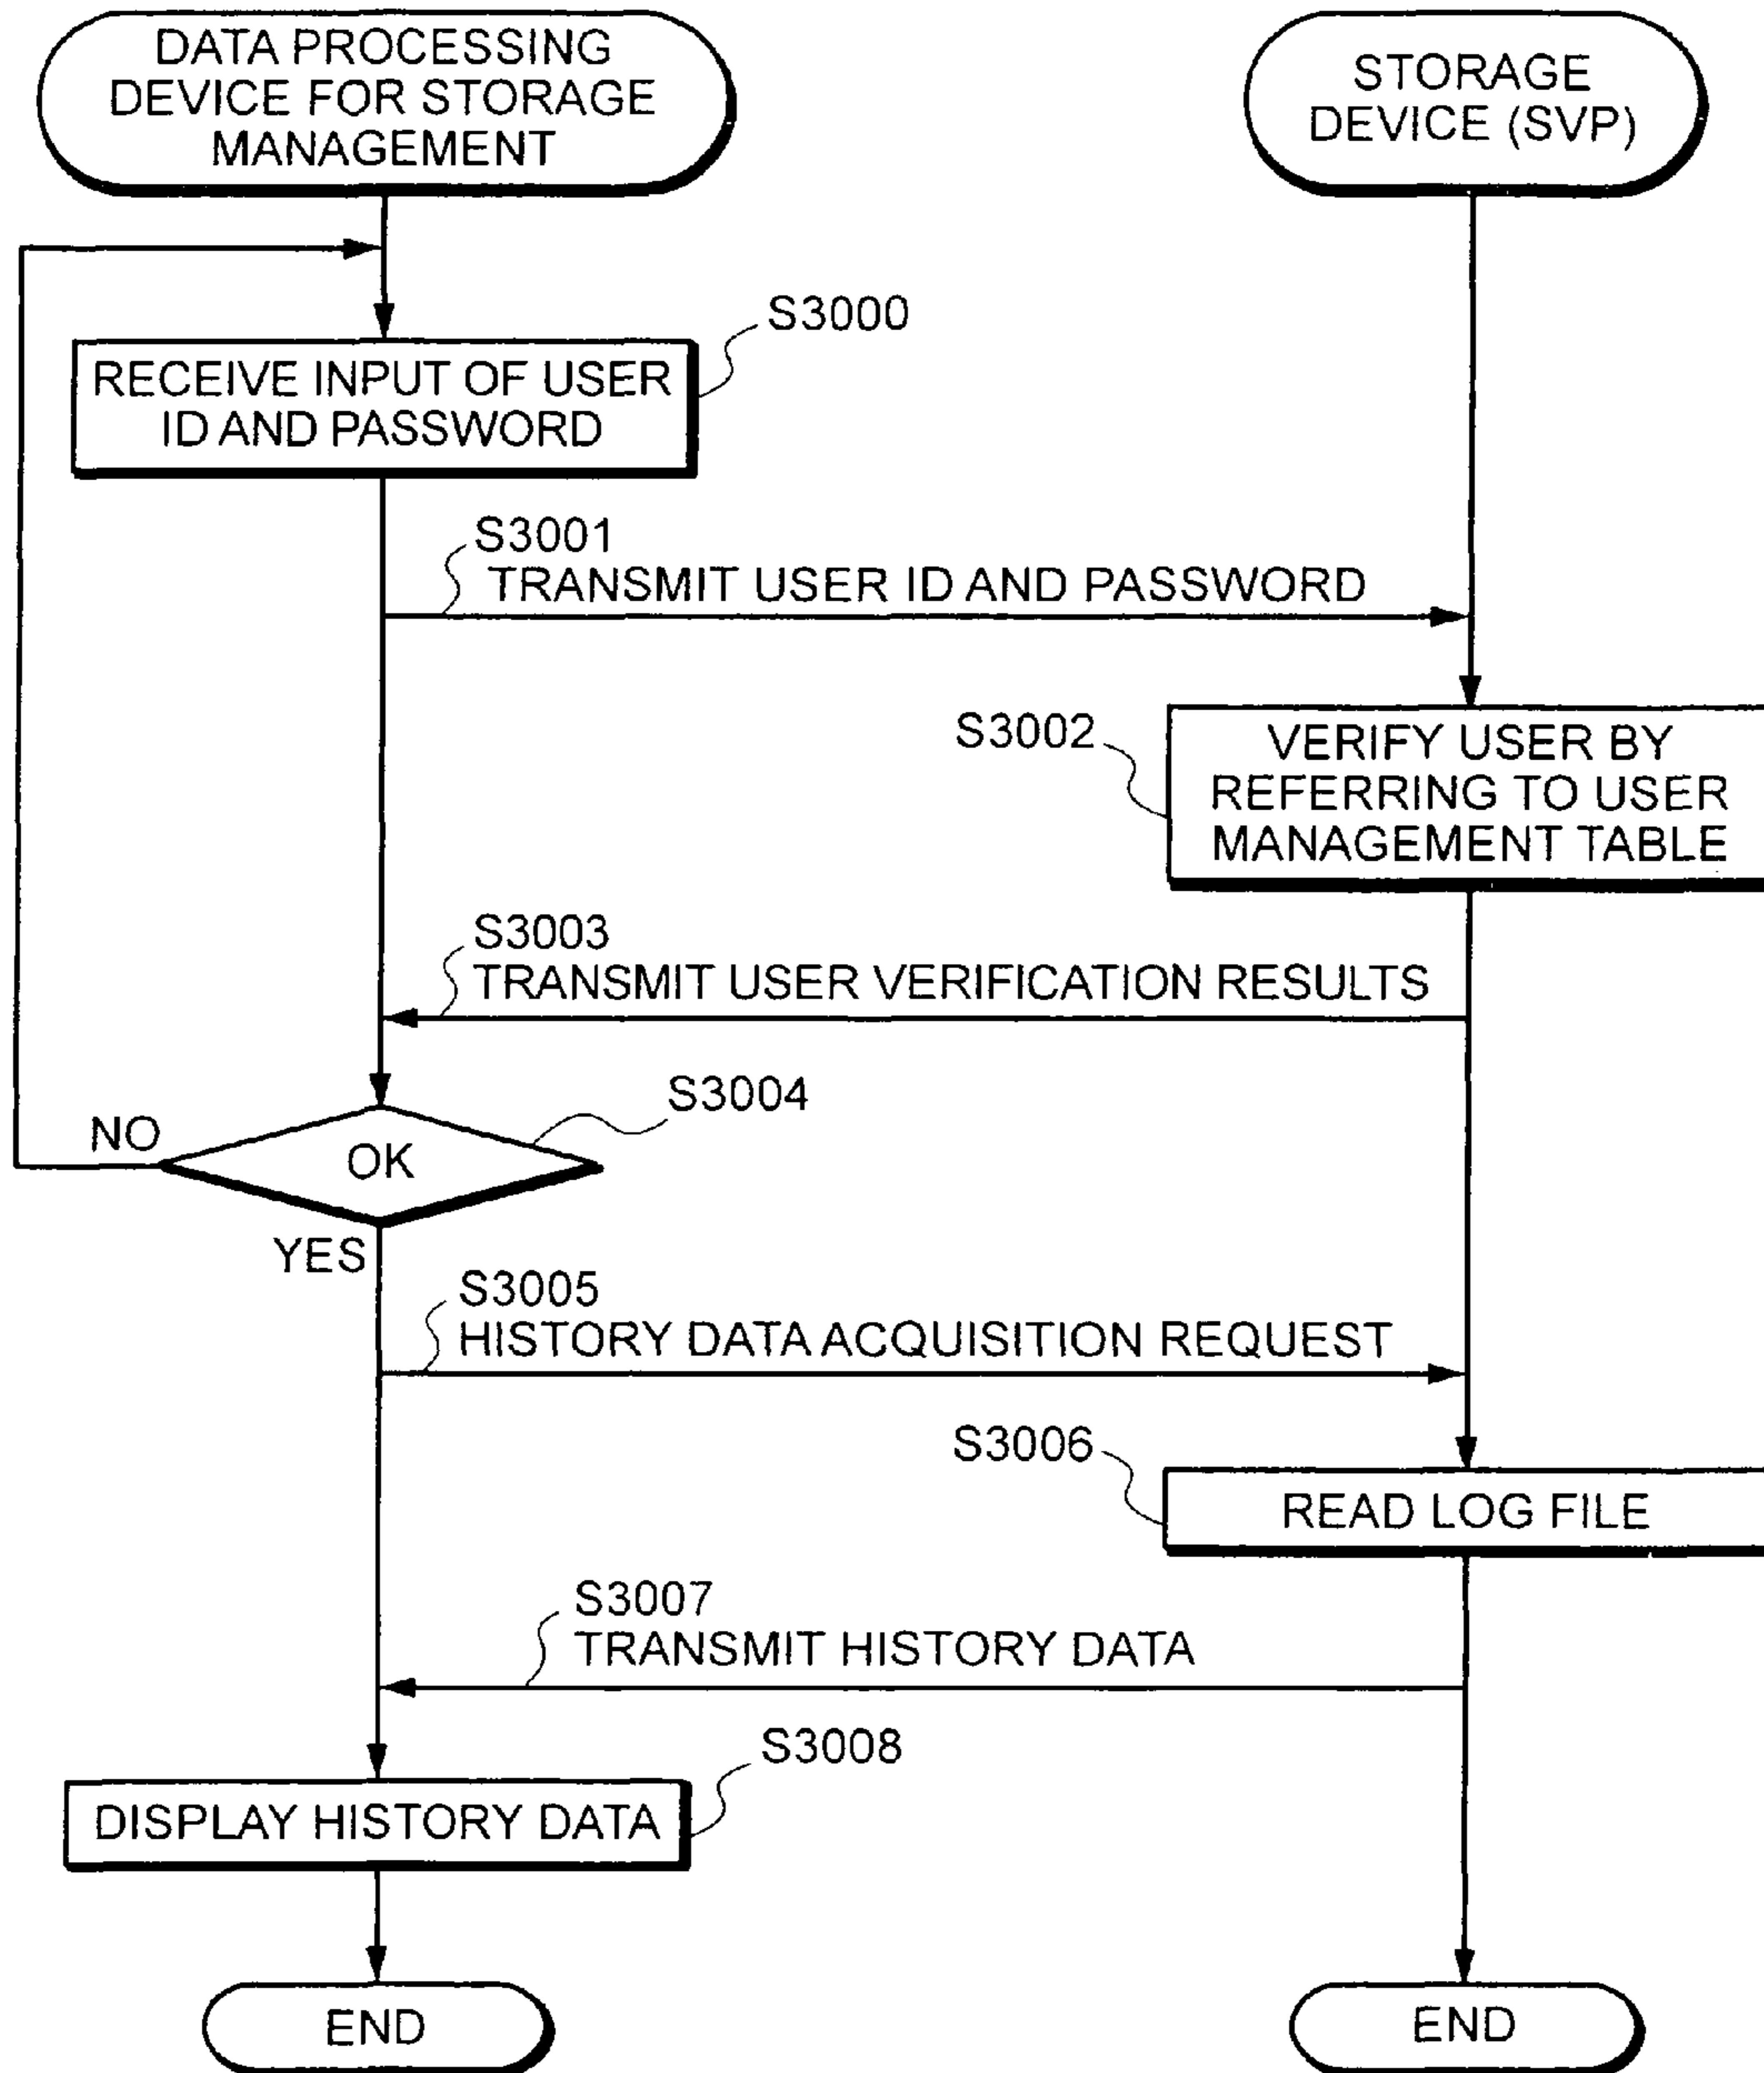 DATA PROCESSING
DEVICE FOR STORAGE
MANAGEMENT
STORAGE
DEVICE (SVP)
S3000
RECEIVE INPUT OF USER
ID AND PASSWORD
S3001
TRANSMIT USER ID AND PASSWORD
S3002
VERIFY USER BY
REFERRING TO USER
MANAGEMENT TABLE
S3003
TRANSMIT USER VERIFICATION RESULTS
S3004
NO
OK
YES
S3005
HISTORY DATA ACQUISITION REQUEST
S3006
READ LOG FILE
S3007
TRANSMIT HISTORY DATA
S3008
DISPLAY HISTORY DATA
END
END